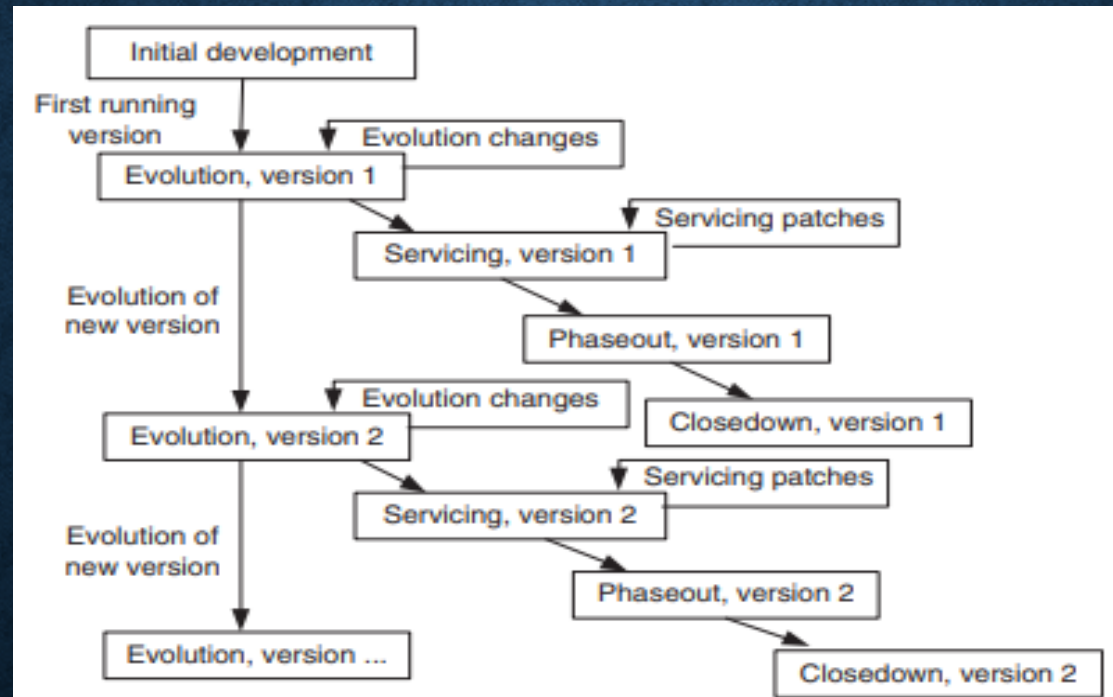 Initial development
First running
version
Evolution changes
Evolution, version 1
Servicing patches
Servicing, version 1
Evolution of
new version
Phaseout, version 1
Evolution changes
Closedown, version 1
Evolution, version 2
Servicing patches
Servicing, version 2
Evolution of
new version
Phaseout, version 2
Evolution, version ...
Closedown, version 2